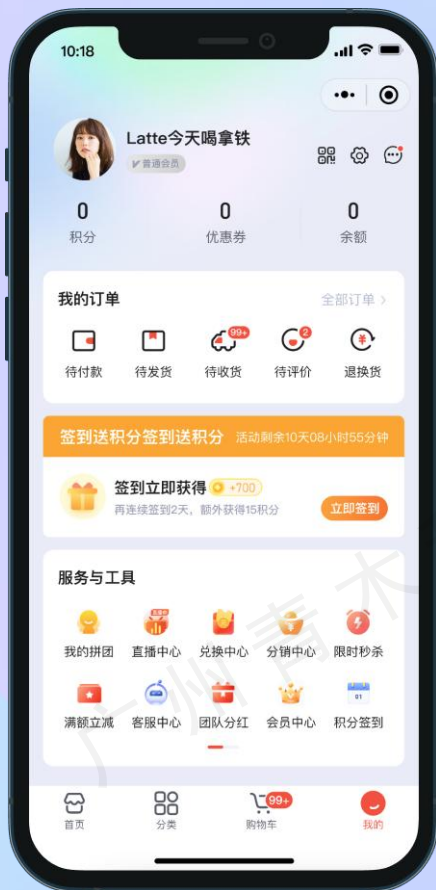 10:18
Latte今天喝拿铁
V 普通会员
0 0 0
积分 优惠券 余额
我的订单 全部订单 >
99+ 2
待付款 待发货 待收货 待评价 退换货
签到送积分签到送积分 活动剩余10天08小时55分钟
签到立即获得 +700
再连续签到2天，额外获得15积分
立即签到
服务与工具
我的拼团 直播中心 兑换中心 分销中心 限时秒杀
01
满额立减 客服中心 团队分红 会员中心 积分签到
99+
首页 分类 购物车 我的
广州青木